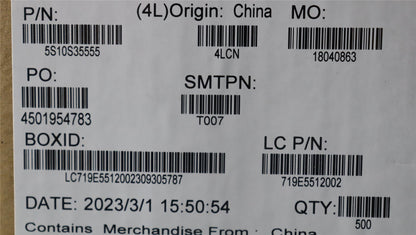 P/N: (4L)Origin: China MO:
5S10S35555 4LCN 18040863
PO: SMTPN:
4501954783 T007
BOXID: LC P/N:
LC719E5512002309305787 719E5512002
DATE: 2023/3/1 15:50:54 QTY:
500
Contains Merchandise From : China